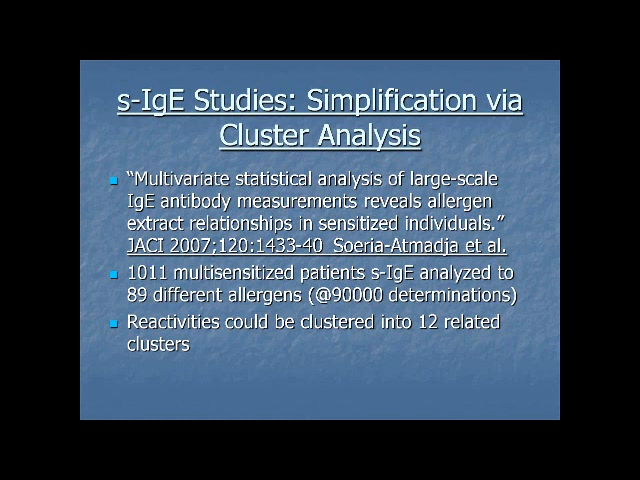 s-IgE Studies: Simplification via
Cluster Analysis
"Multivariate statistical analysis of large-scale
IgE antibody measurements reveals allergen
extract relationships in sensitized individuals."
JACI 2007;120:1433-40 Soeria-Atmadja et al.
1011 multisensitized patients s-IgE analyzed to
89 different allergens (@90000 determinations)
Reactivities could be clustered into 12 related
clusters